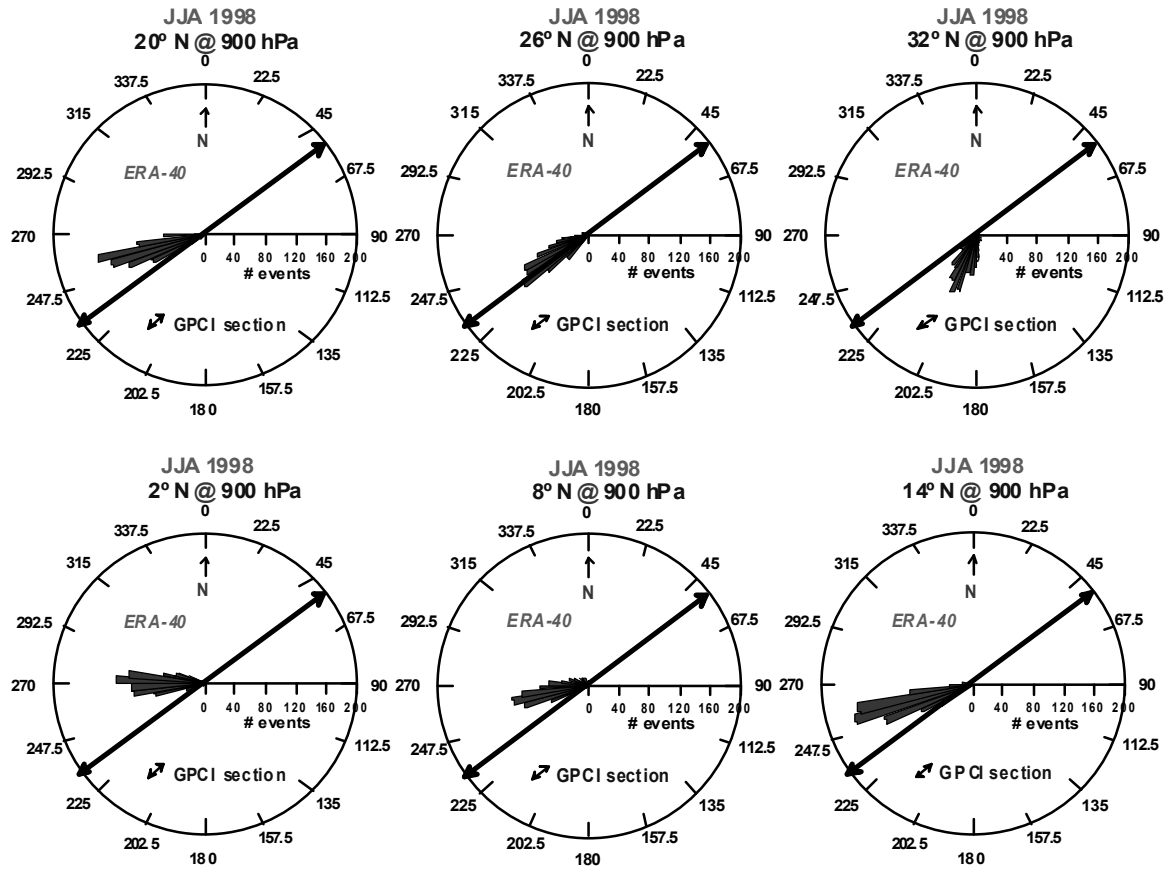 JJA 1998
20º N @ 900 hPa
0
337.5
22.5
315
45
N
ERA-40
292.5
67.5
270
90
0 40 80 120 160 200
# events
247.5
112.5
GPCI section
225
135
202.5
157.5
180
JJA 1998
26º N @ 900 hPa
0
337.5
22.5
315
45
N
ERA-40
292.5
67.5
270
90
0 40 80 120 160 200
# events
247.5
112.5
GPCI section
225
135
202.5
157.5
180
JJA 1998
32º N @ 900 hPa
0
337.5
22.5
315
45
N
ERA-40
292.5
67.5
270
90
0 40 80 120 160 200
# events
247.5
112.5
GPCI section
225
135
202.5
157.5
180
JJA 1998
2º N @ 900 hPa
0
337.5
22.5
315
45
N
ERA-40
292.5
67.5
270
90
0 40 80 120 160 200
# events
247.5
112.5
GPCI section
225
135
202.5
157.5
180
JJA 1998
8º N @ 900 hPa
0
337.5
22.5
315
45
N
ERA-40
292.5
67.5
270
90
0 40 80 120 160 200
# events
247.5
112.5
GPCI section
225
135
202.5
157.5
180
JJA 1998
14º N @ 900 hPa
0
337.5
22.5
315
45
N
ERA-40
292.5
67.5
270
90
0 40 80 120 160 200
# events
247.5
112.5
GPCI section
225
135
202.5
157.5
180